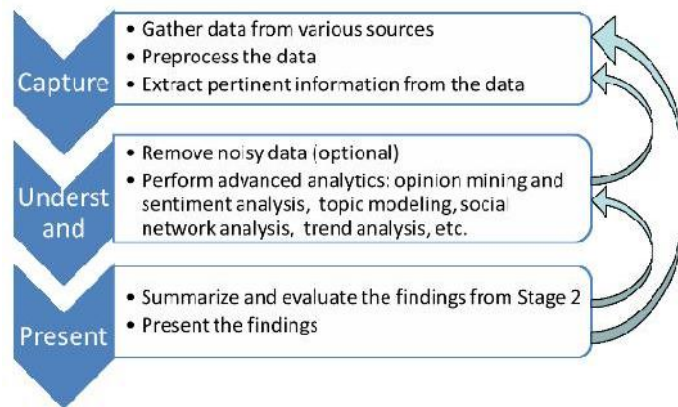 Capture
• Gather data from various sources
• Preprocess the data
• Extract pertinent information from the data
Underst
and
• Remove noisy data (optional)
• Perform advanced analytics: opinion mining and
sentiment analysis, topic modeling, social
network analysis, trend analysis, etc.
Present
• Summarize and evaluate the findings from Stage 2
• Present the findings